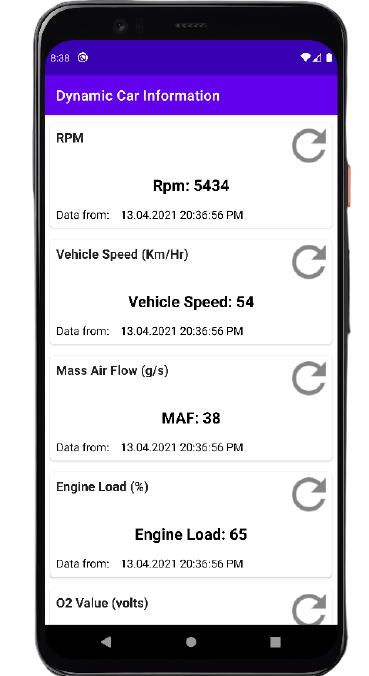 8:38
Dynamic Car Information
RPM
Rpm: 5434
Data from: 13.04.2021 20:36:56 PM
Vehicle Speed (Km/Hr)
Vehicle Speed: 54
Data from: 13.04.2021 20:36:56 PM
Mass Air Flow (g/s)
MAF: 38
Data from: 13.04.2021 20:36:56 PM
Engine Load (%)
Engine Load: 65
Data from: 13.04.2021 20:36:56 PM
O2 Value (volts)